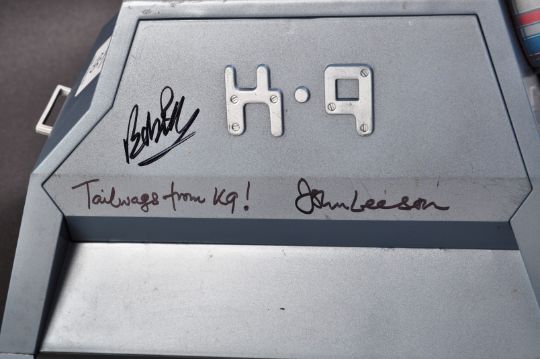 K·9
Tailwags from K9! John Leeson